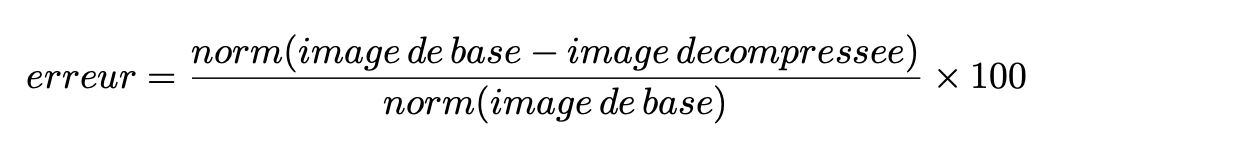 erreur = norm(image de base − image decompressee) / norm(image de base) × 100